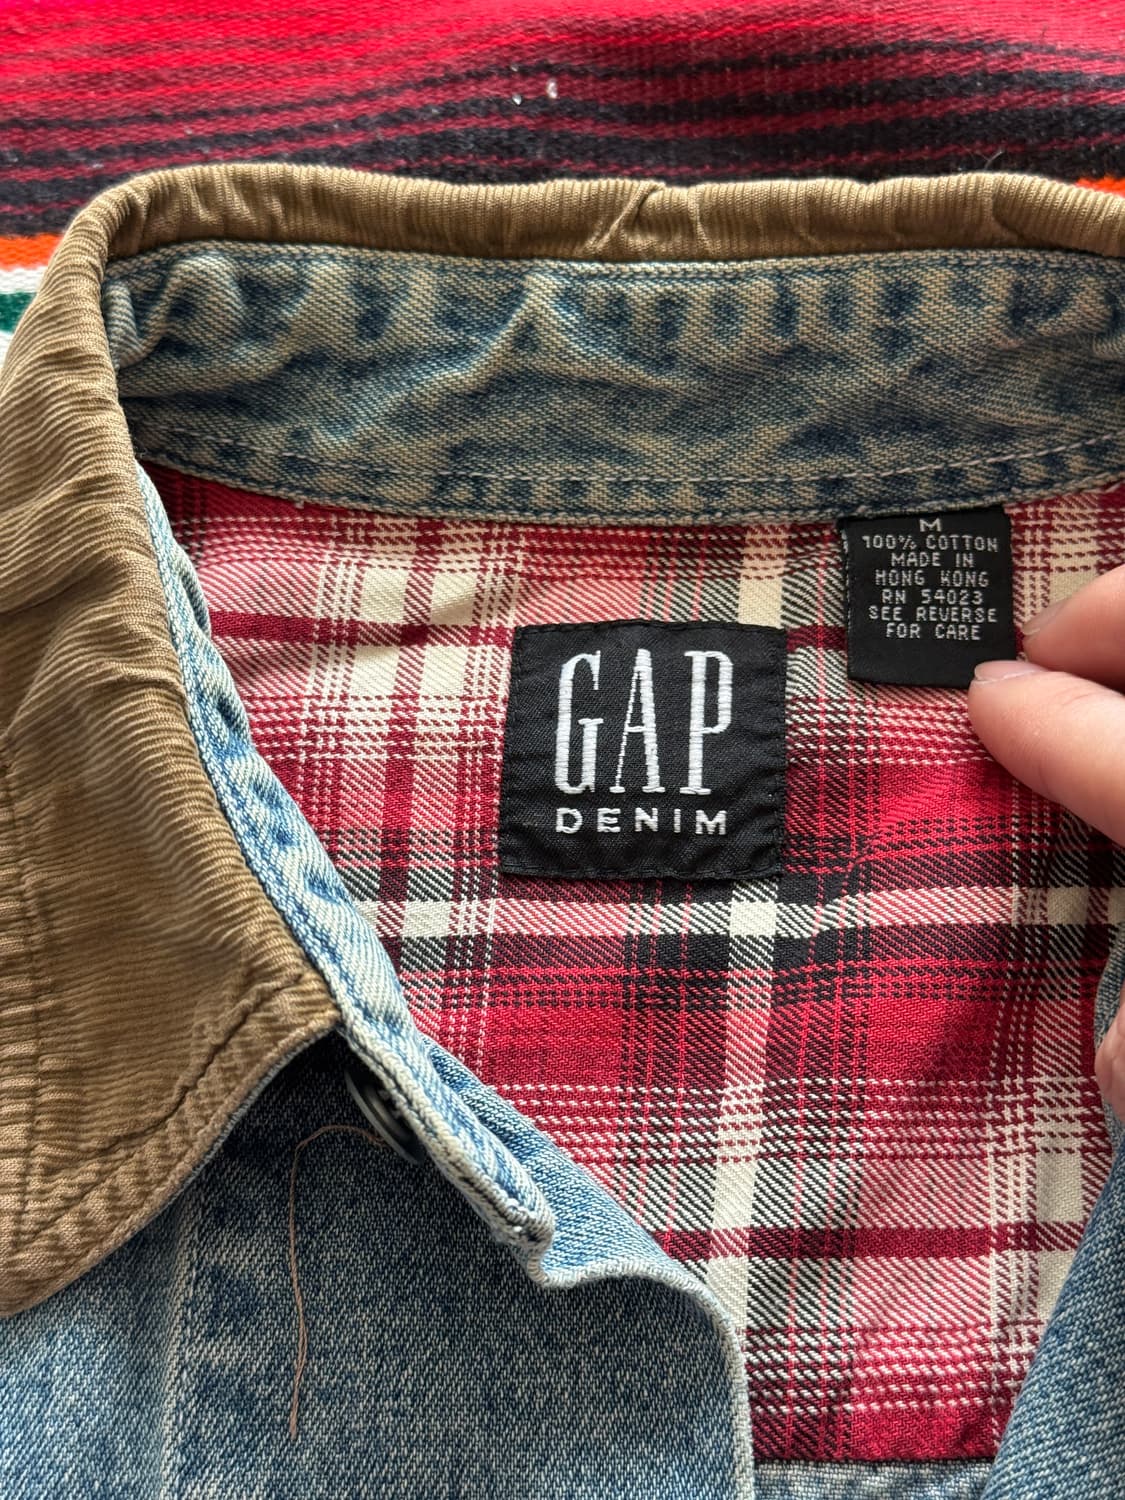 M
100% COTTON
MADE IN
HONG KONG
RN 54023
SEE REVERSE
FOR CARE
GAP
DENIM